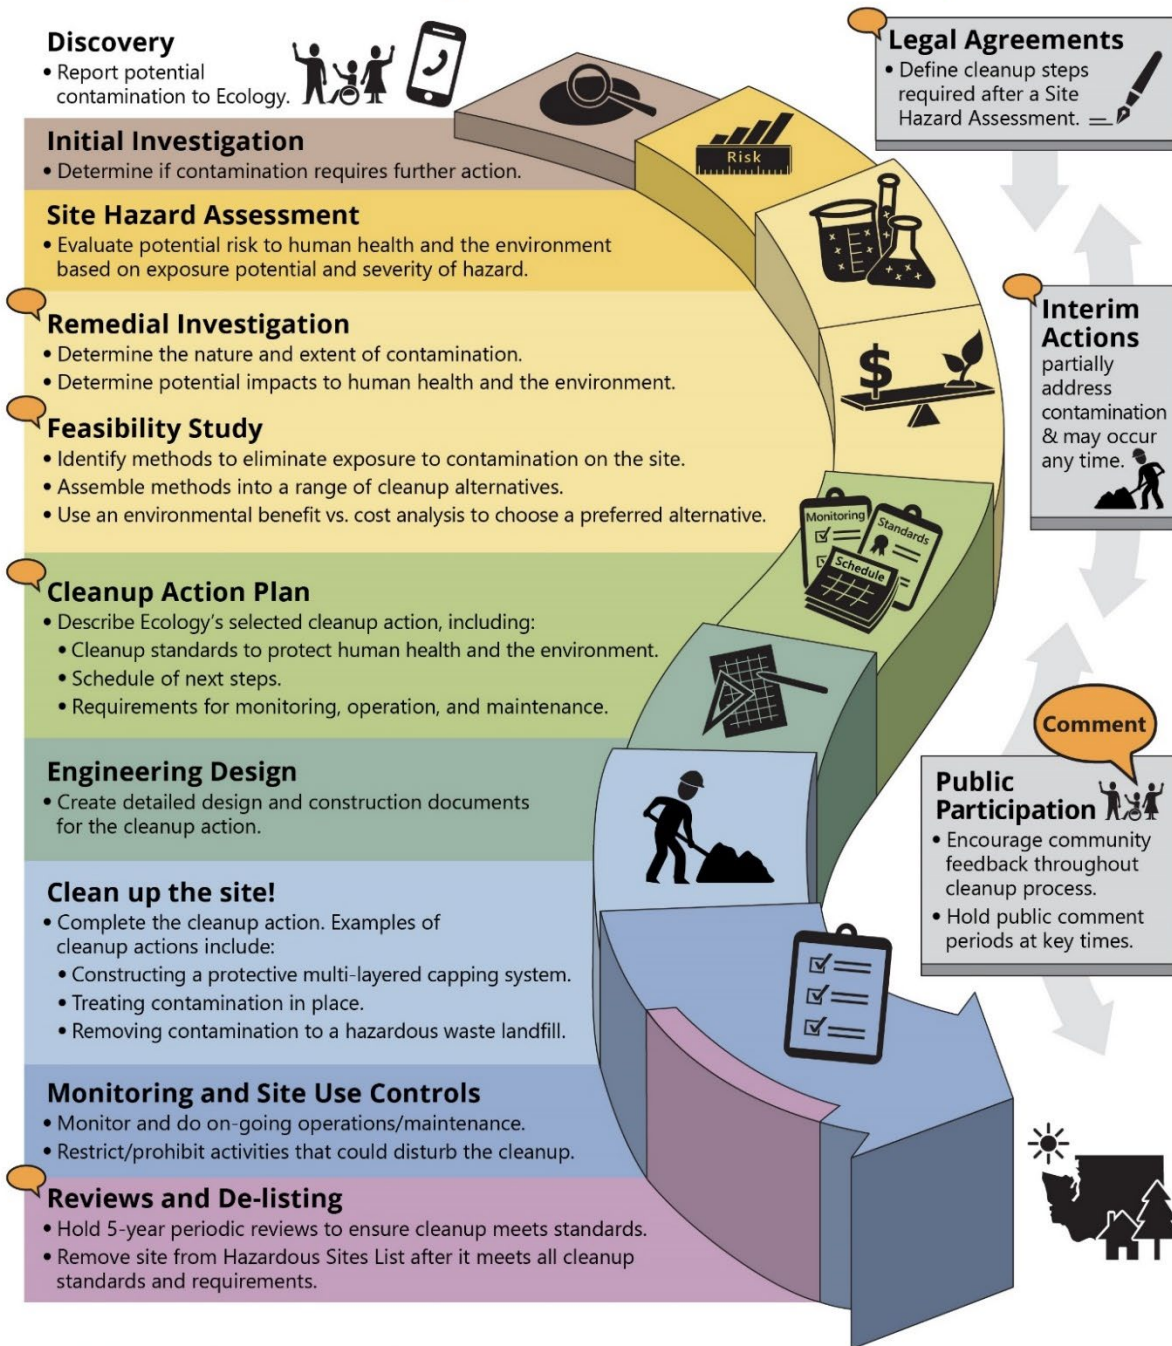 Discovery
• Report potential
contamination to Ecology.
Initial Investigation
• Determine if contamination requires further action.
Site Hazard Assessment
• Evaluate potential risk to human health and the environment
based on exposure potential and severity of hazard.
Remedial Investigation
• Determine the nature and extent of contamination.
• Determine potential impacts to human health and the environment.
Feasibility Study
• Identify methods to eliminate exposure to contamination on the site.
• Assemble methods into a range of cleanup alternatives.
• Use an environmental benefit vs. cost analysis to choose a preferred alternative.
Cleanup Action Plan
• Describe Ecology's selected cleanup action, including:
• Cleanup standards to protect human health and the environment.
• Schedule of next steps.
• Requirements for monitoring, operation, and maintenance.
Engineering Design
• Create detailed design and construction documents
for the cleanup action.
Clean up the site!
• Complete the cleanup action. Examples of
cleanup actions include:
• Constructing a protective multi-layered capping system.
• Treating contamination in place.
• Removing contamination to a hazardous waste landfill.
Monitoring and Site Use Controls
• Monitor and do on-going operations/maintenance.
• Restrict/prohibit activities that could disturb the cleanup.
Reviews and De-listing
• Hold 5-year periodic reviews to ensure cleanup meets standards.
• Remove site from Hazardous Sites List after it meets all cleanup
standards and requirements.
Risk
$
Monitoring
Standards
Schedule
Legal Agreements
• Define cleanup steps
required after a Site
Hazard Assessment.
Interim
Actions
partially
address
contamination
& may occur
any time.
Comment
Public
Participation
• Encourage community
feedback throughout
cleanup process.
• Hold public comment
periods at key times.